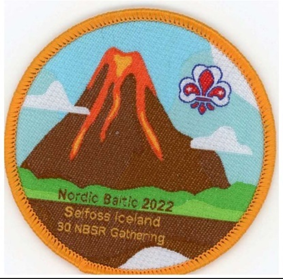 Nordic Baltic 2022
Selfoss Iceland
30 NBSR Gathering